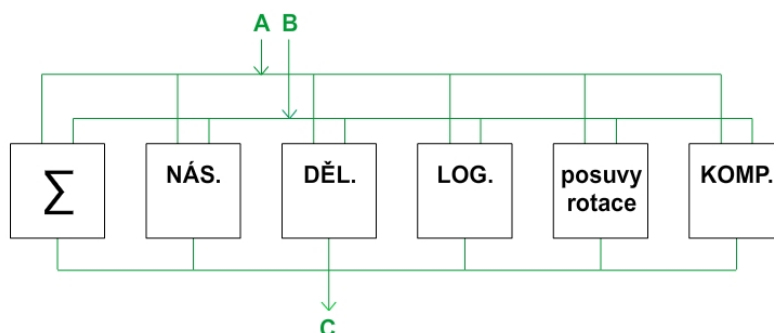 A B
∑
NÁS.
DĚL.
LOG.
posuvy
rotace
KOMP.
C